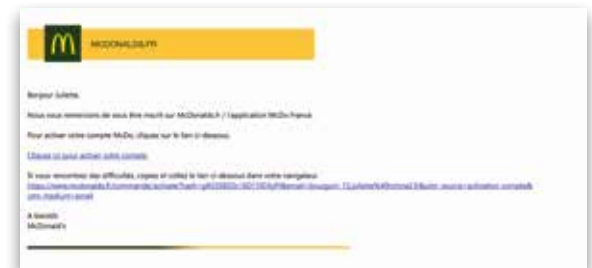 MCDONALDS.FR
Bonjour Juliette,
Nous vous remercions de vous être inscrit sur McDonalds.fr / l'application McDo France
Pour activer votre compte McDo, cliquez sur le lien ci-dessous.
Cliquez ici pour activer votre compte
Si vous rencontrez des difficultés, copiez et collez le lien ci-dessous dans votre navigateur
A bientôt
McDonald's